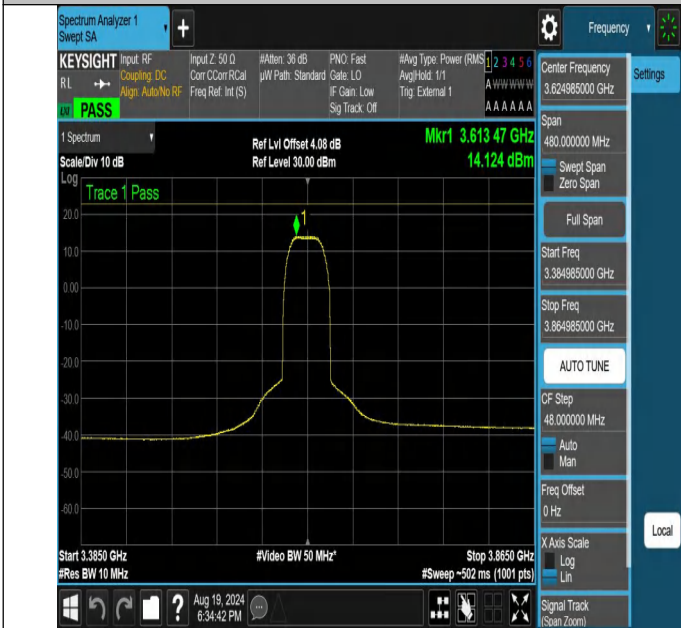 Spectrum Analyzer 1
Swept SA
Frequency
KEYSIGHT
RL
PASS
Input: RF
Coupling: DC
Align: Auto/No RF
Input Z: 50 Ω
Corr CCorr RCal
Freq Ref: Int (S)
#Atten: 36 dB
µW Path: Standard
PNO: Fast
Gate: LO
IF Gain: Low
Sig Track: Off
#Avg Type: Power (RMS
Avg|Hold: 1/1
Trig: External 1
1 2 3 4 5 6
A W W W W W
A A A A A A
1 Spectrum
Scale/Div 10 dB
Log
Ref Lvl Offset 4.08 dB
Ref Level 30.00 dBm
Mkr1 3.613 47 GHz
14.124 dBm
Trace 1 Pass
1
20.0
10.0
0.00
-10.0
-20.0
-30.0
-40.0
-50.0
-60.0
Start 3.3850 GHz
#Res BW 10 MHz
#Video BW 50 MHz*
Stop 3.8650 GHz
#Sweep ~502 ms (1001 pts)
Aug 19, 2024
6:34:42 PM
Center Frequency
3.624985000 GHz
Settings
Span
480.000000 MHz
Swept Span
Zero Span
Full Span
Start Freq
3.384985000 GHz
Stop Freq
3.864985000 GHz
AUTO TUNE
CF Step
48.000000 MHz
Auto
Man
Freq Offset
0 Hz
X Axis Scale
Log
Lin
Local
Signal Track
(Span Zoom)